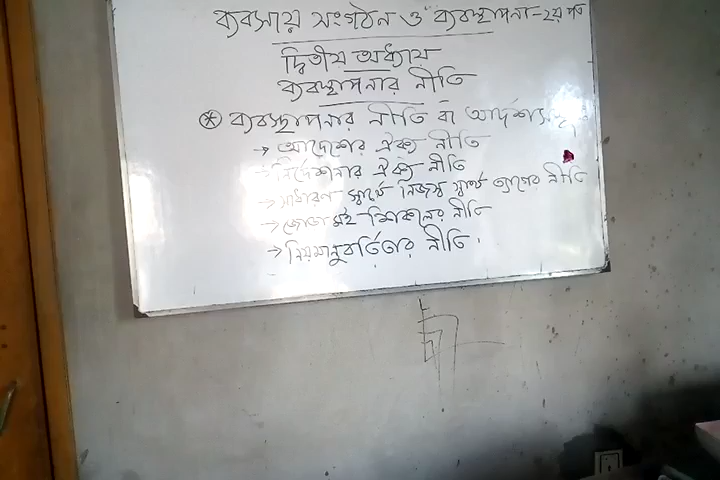 ব্যবসায় সংগঠন ও ব্যবস্থাপনা-২য় পত্র
দ্বিতীয় অধ্যায়
ব্যবস্থাপনার নীতি
ব্যবস্থাপনার নীতি বা আদর্শসমূহ
→ আদেশের ঐক্য নীতি
→ নির্দেশনার ঐক্য নীতি
→ সাধারণ স্বার্থে নিজস্ব স্বার্থ ত্যাগের নীতি
→ জোড়া মই শিকলের নীতি
→ নিয়মানুবর্তিতার নীতি।